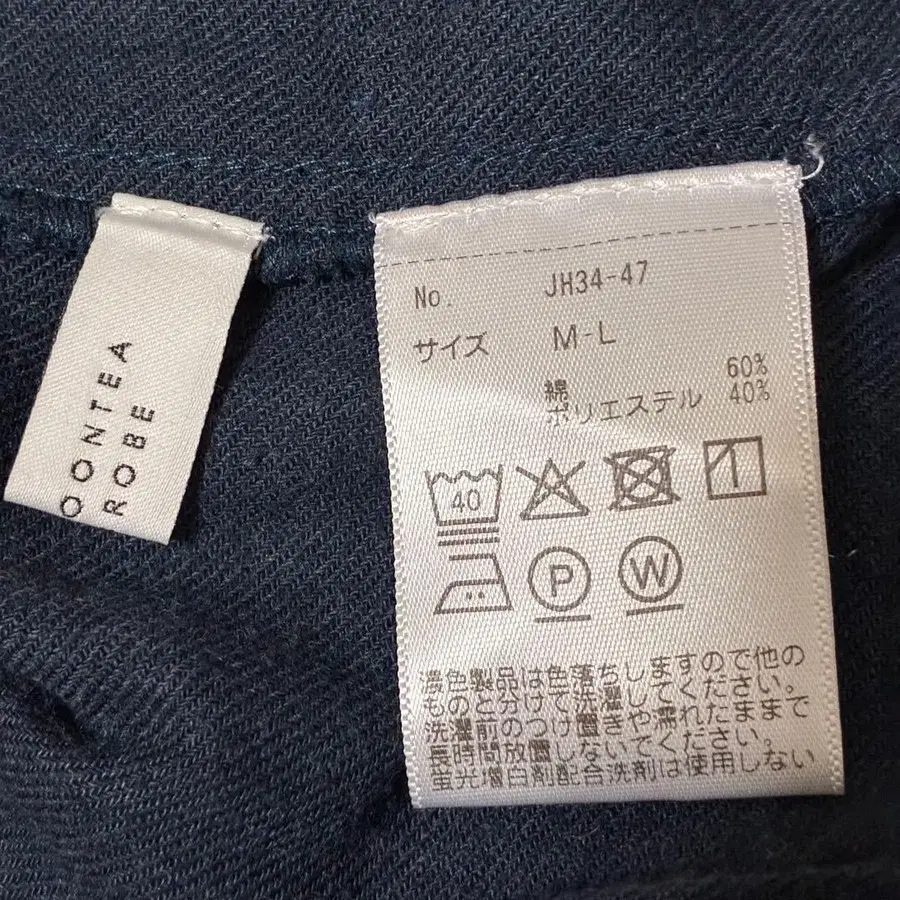 OONTEA
ROBE
No. JH34-47
サイズ M-L
綿 60%
ポリエステル 40%
40
1
P
W
濃色製品は色落ちしますので他の
ものと分けて洗濯してください。
洗濯前のつけ置きや濡れたままで
長時間放置しないでください。
蛍光増白剤配合洗剤は使用しない